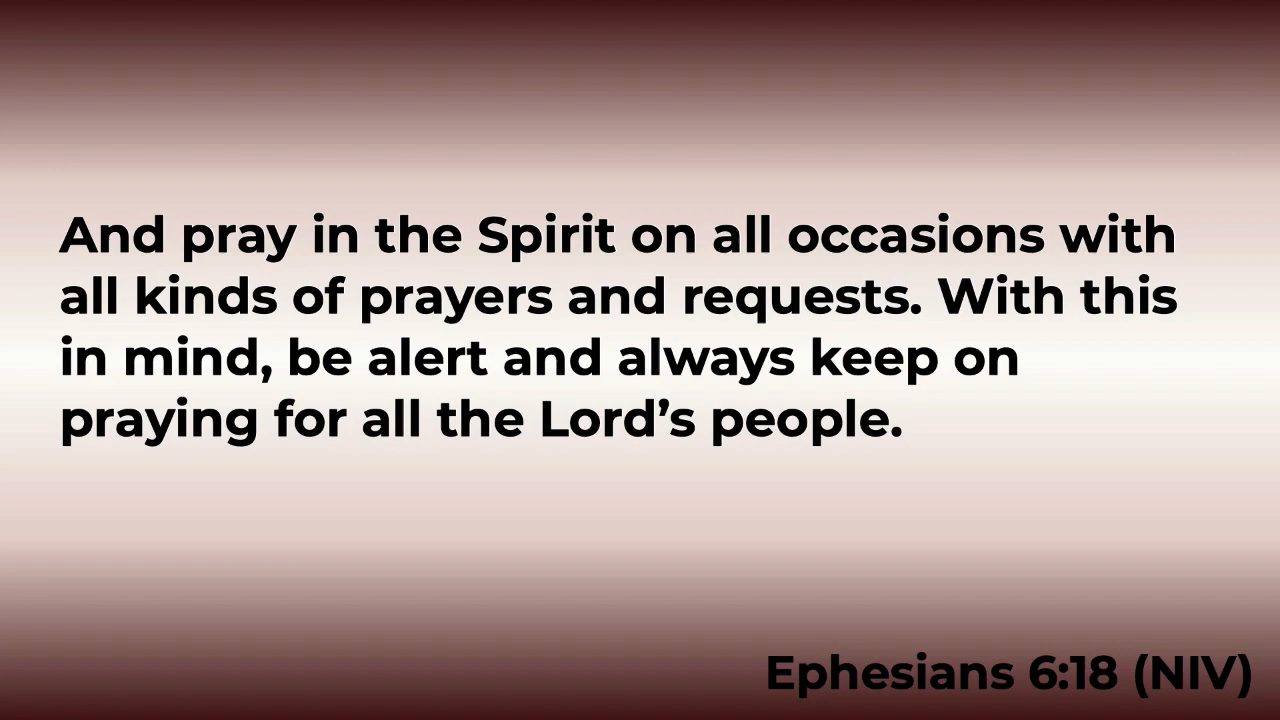 And pray in the Spirit on all occasions with
all kinds of prayers and requests. With this
in mind, be alert and always keep on
praying for all the Lord’s people.
Ephesians 6:18 (NIV)